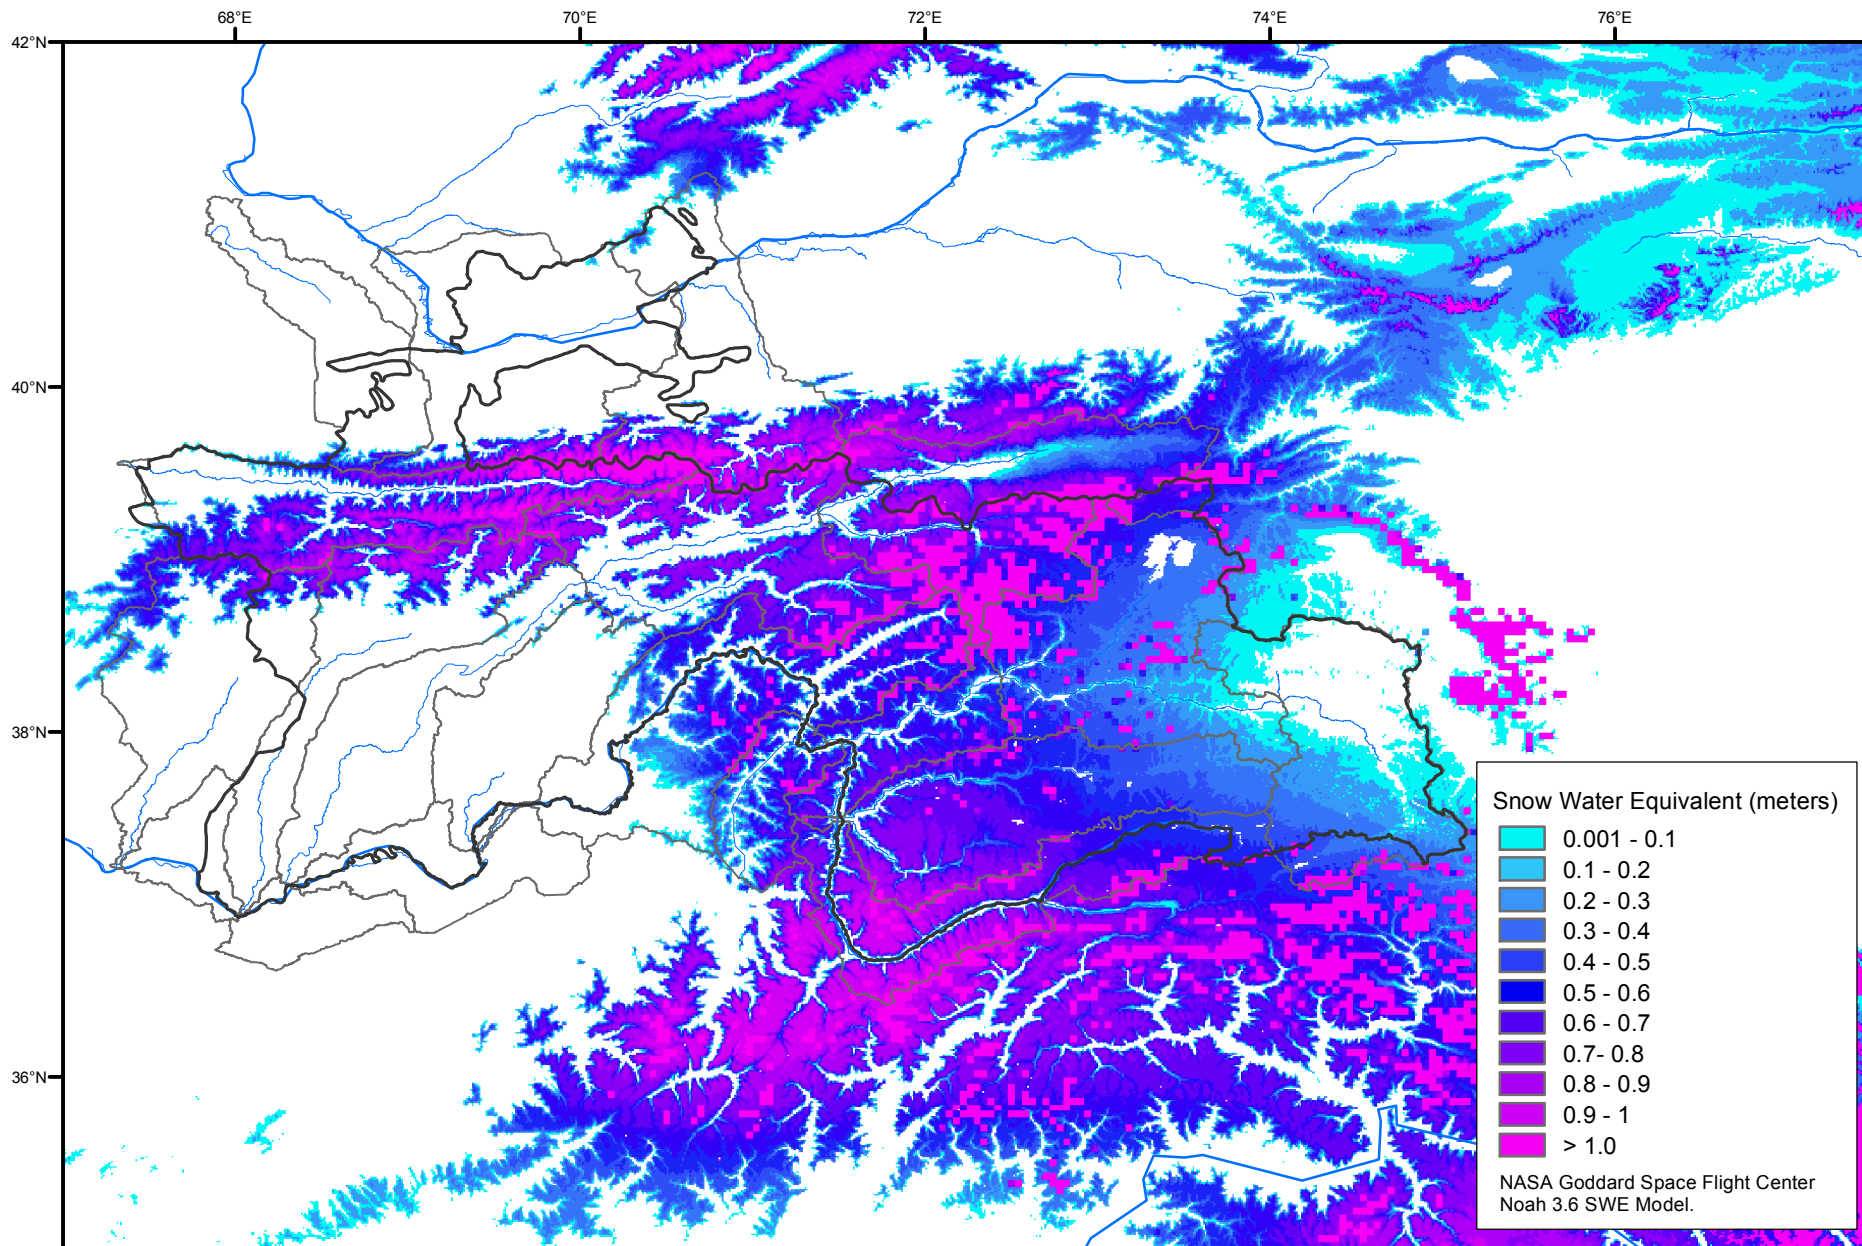 68°E
70°E
72°E
74°E
76°E
42°N
40°N
38°N
36°N
Snow Water Equivalent (meters)
0.001 - 0.1
0.1 - 0.2
0.2 - 0.3
0.3 - 0.4
0.4 - 0.5
0.5 - 0.6
0.6 - 0.7
0.7- 0.8
0.8 - 0.9
0.9 - 1
> 1.0
NASA Goddard Space Flight Center
Noah 3.6 SWE Model.